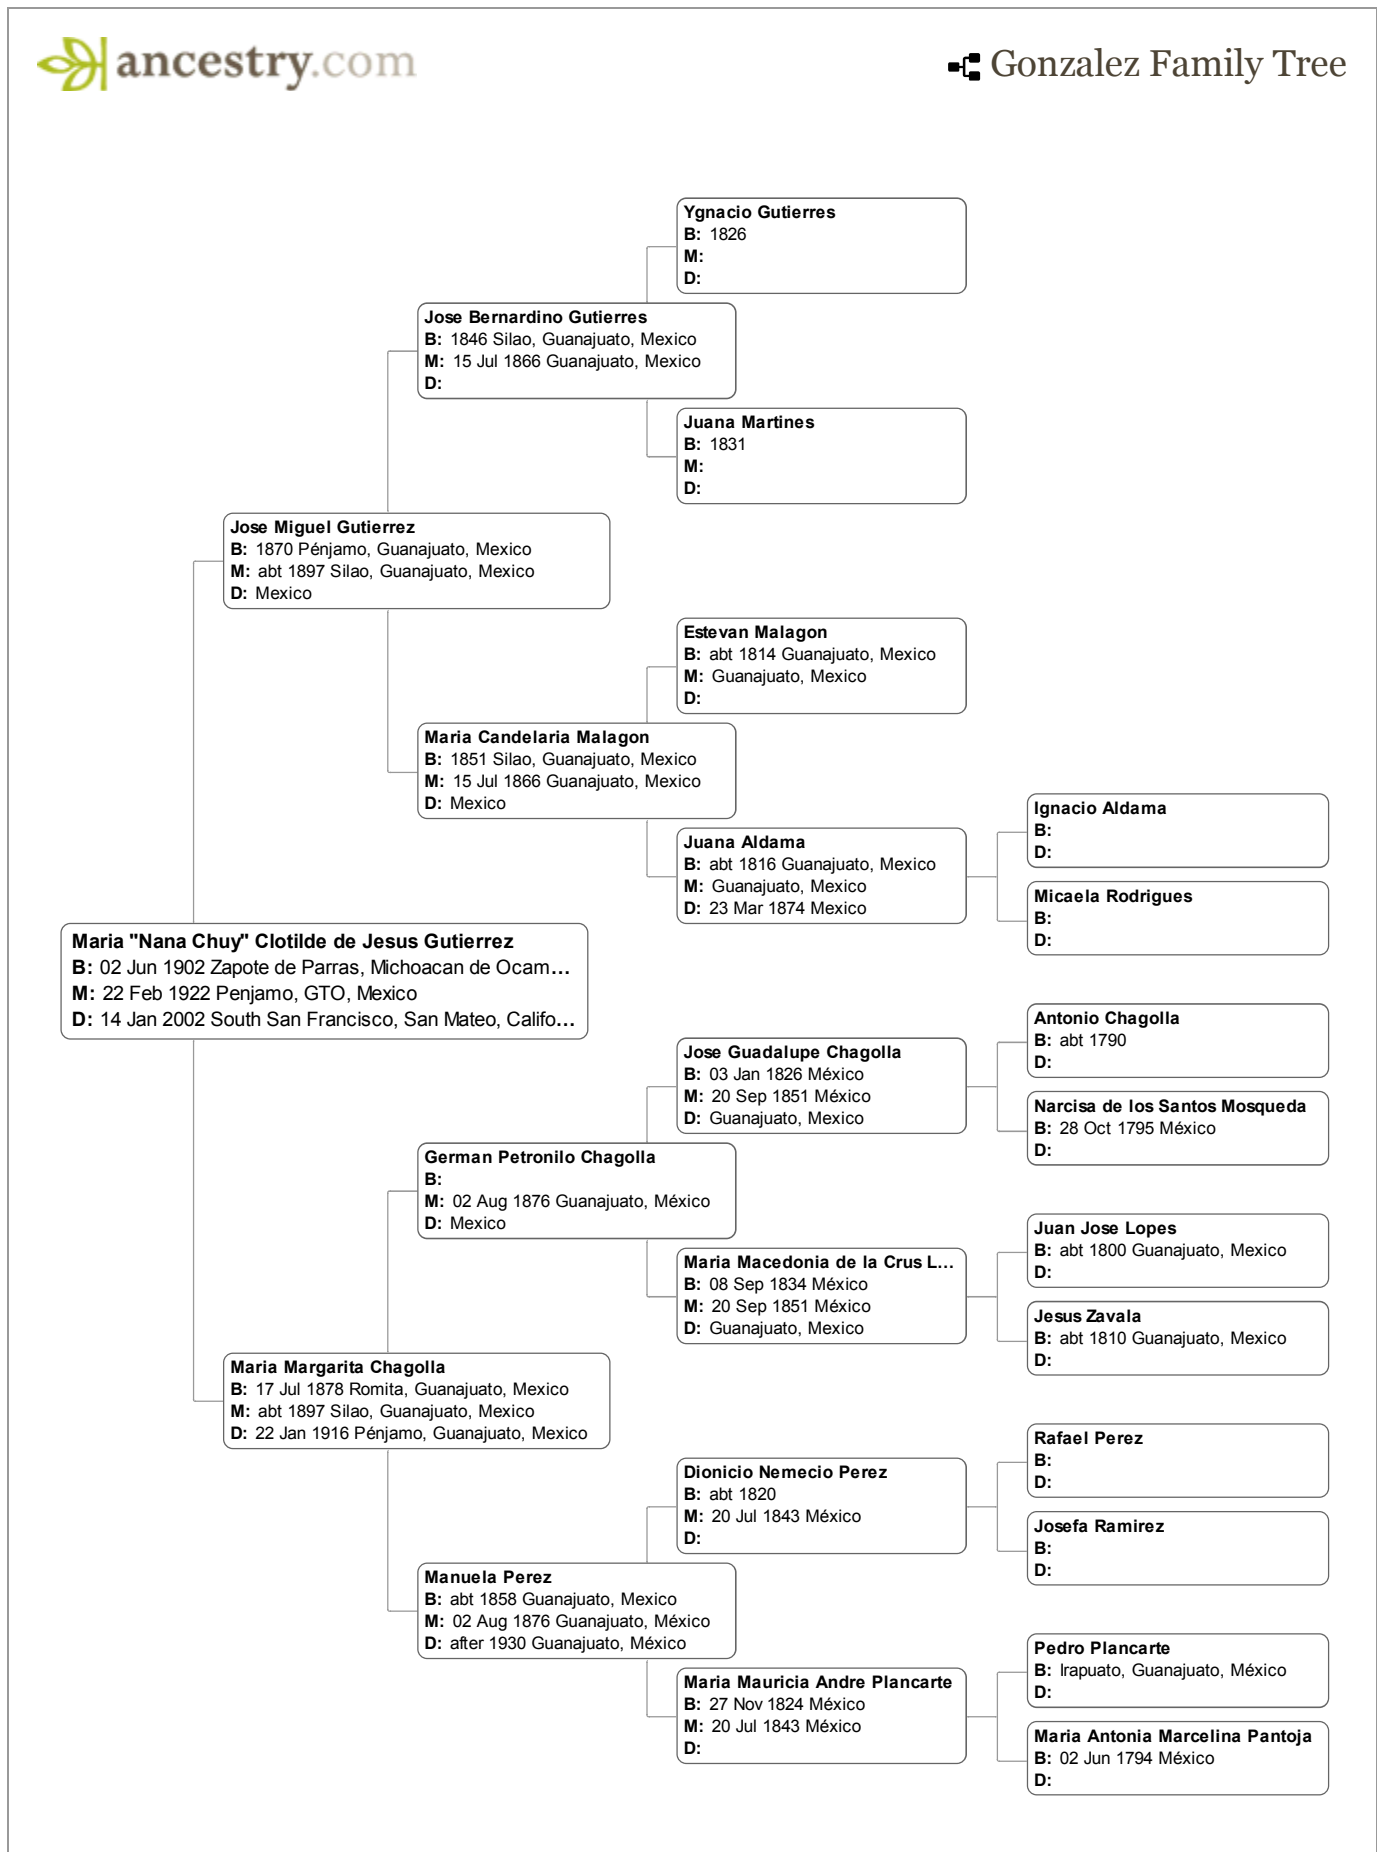 ancestry.com
Gonzalez Family Tree
Ygnacio Gutierres
B: 1826
M:
D:
Jose Bernardino Gutierres
B: 1846 Silao, Guanajuato, Mexico
M: 15 Jul 1866 Guanajuato, Mexico
D:
Juana Martines
B: 1831
M:
D:
Jose Miguel Gutierrez
B: 1870 Pénjamo, Guanajuato, Mexico
M: abt 1897 Silao, Guanajuato, Mexico
D: Mexico
Estevan Malagon
B: abt 1814 Guanajuato, Mexico
M: Guanajuato, Mexico
D:
Maria Candelaria Malagon
B: 1851 Silao, Guanajuato, Mexico
M: 15 Jul 1866 Guanajuato, Mexico
D: Mexico
Ignacio Aldama
B:
D:
Juana Aldama
B: abt 1816 Guanajuato, Mexico
M: Guanajuato, Mexico
D: 23 Mar 1874 Mexico
Micaela Rodrigues
B:
D:
Maria "Nana Chuy" Clotilde de Jesus Gutierrez
B: 02 Jun 1902 Zapote de Parras, Michoacan de Ocam...
M: 22 Feb 1922 Penjamo, GTO, Mexico
D: 14 Jan 2002 South San Francisco, San Mateo, Califo...
Antonio Chagolla
B: abt 1790
D:
Jose Guadalupe Chagolla
B: 03 Jan 1826 México
M: 20 Sep 1851 México
D: Guanajuato, Mexico
Narcisa de los Santos Mosqueda
B: 28 Oct 1795 México
D:
German Petronilo Chagolla
B:
M: 02 Aug 1876 Guanajuato, México
D: Mexico
Juan Jose Lopes
B: abt 1800 Guanajuato, Mexico
D:
Maria Macedonia de la Crus L...
B: 08 Sep 1834 México
M: 20 Sep 1851 México
D: Guanajuato, Mexico
Jesus Zavala
B: abt 1810 Guanajuato, Mexico
D:
Maria Margarita Chagolla
B: 17 Jul 1878 Romita, Guanajuato, Mexico
M: abt 1897 Silao, Guanajuato, Mexico
D: 22 Jan 1916 Pénjamo, Guanajuato, Mexico
Rafael Perez
B:
D:
Dionicio Nemecio Perez
B: abt 1820
M: 20 Jul 1843 México
D:
Josefa Ramirez
B:
D:
Manuela Perez
B: abt 1858 Guanajuato, Mexico
M: 02 Aug 1876 Guanajuato, México
D: after 1930 Guanajuato, México
Pedro Plancarte
B: Irapuato, Guanajuato, México
D:
Maria Mauricia Andre Plancarte
B: 27 Nov 1824 México
M: 20 Jul 1843 México
D:
Maria Antonia Marcelina Pantoja
B: 02 Jun 1794 México
D: